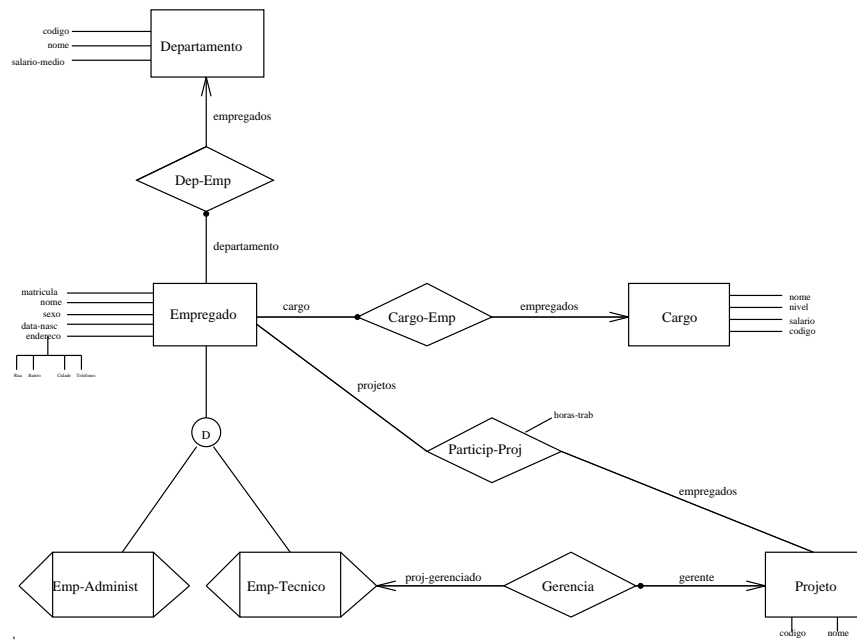 codigo
nome
salario-medio
Departamento
empregados
Dep-Emp
departamento
matricula
nome
sexo
data-nasc
endereco
Rua Bairro Cidade Telefones
Empregado
cargo
Cargo-Emp
empregados
Cargo
nome
nivel
salario
codigo
projetos
horas-trab
Particip-Proj
empregados
D
Emp-Administ
Emp-Tecnico
proj-gerenciado
Gerencia
gerente
Projeto
codigo nome